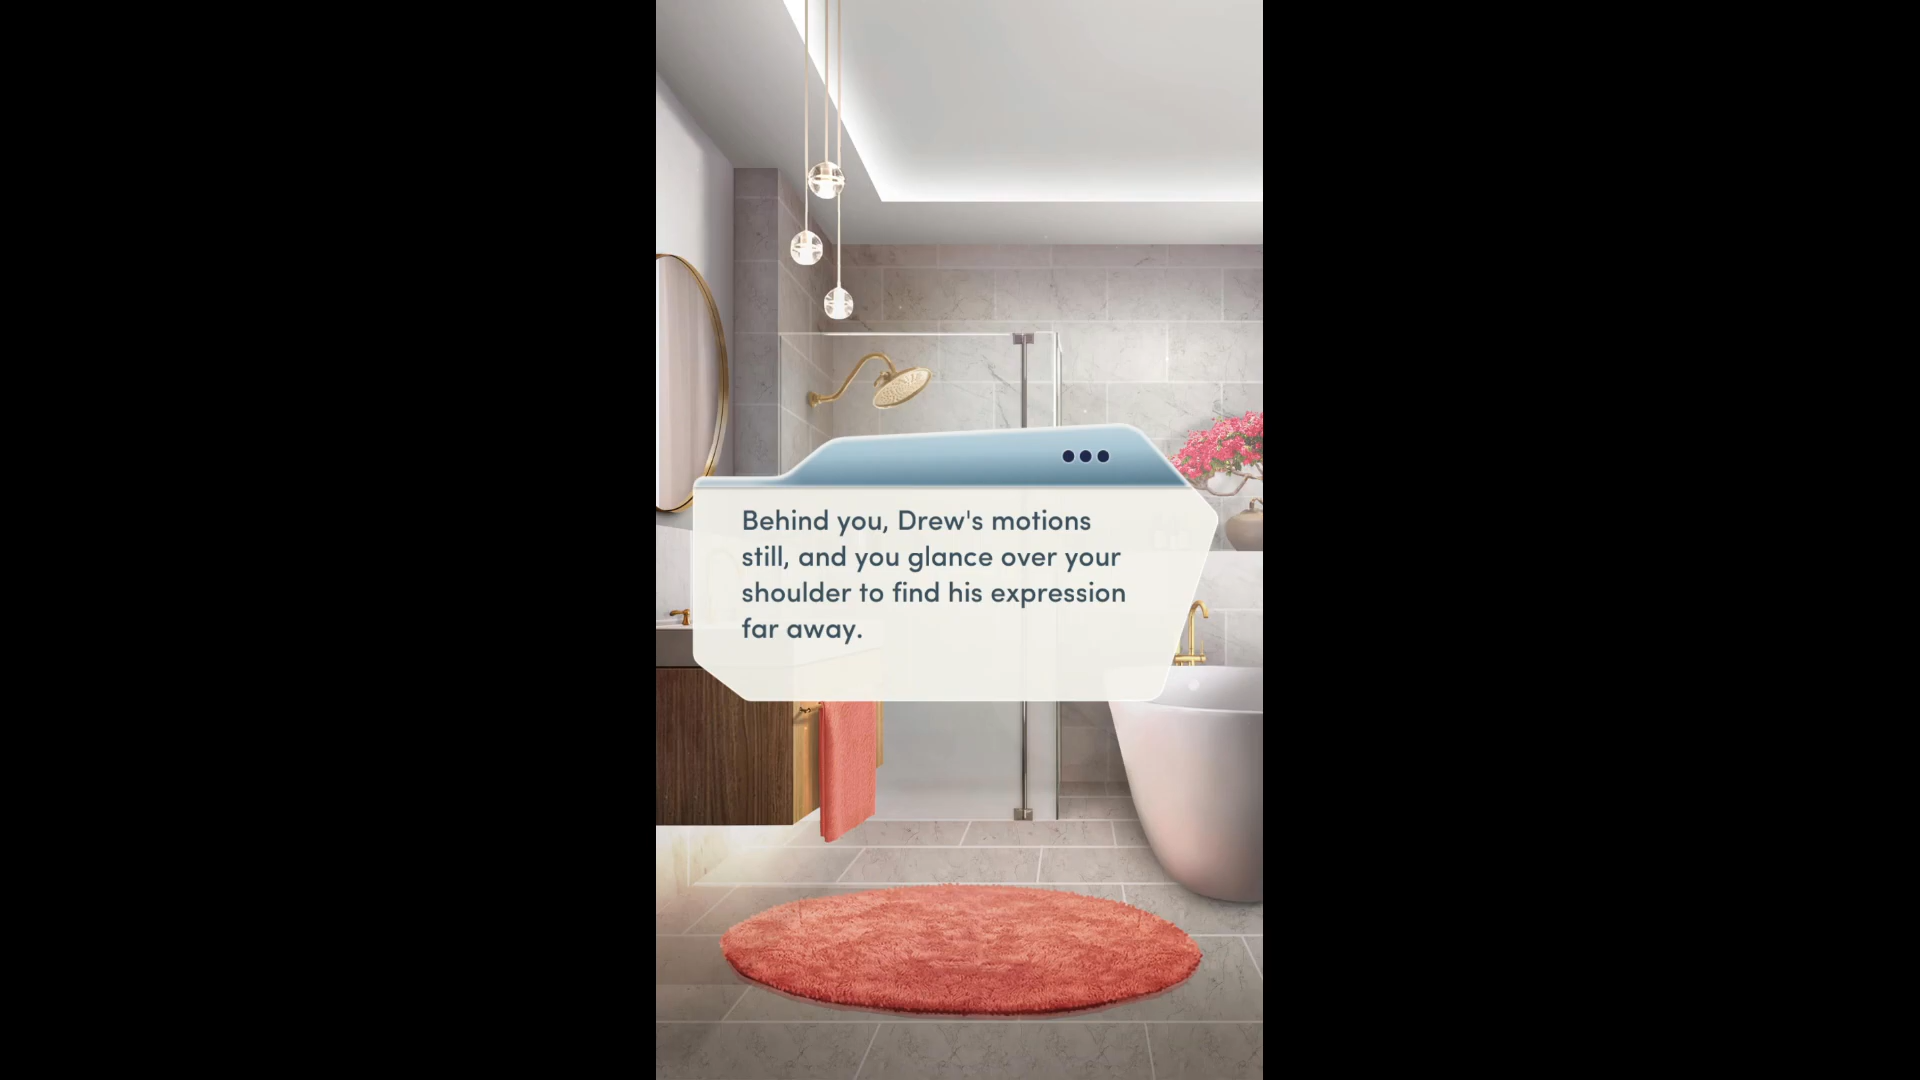 Behind you, Drew's motions
still, and you glance over your
shoulder to find his expression
far away.